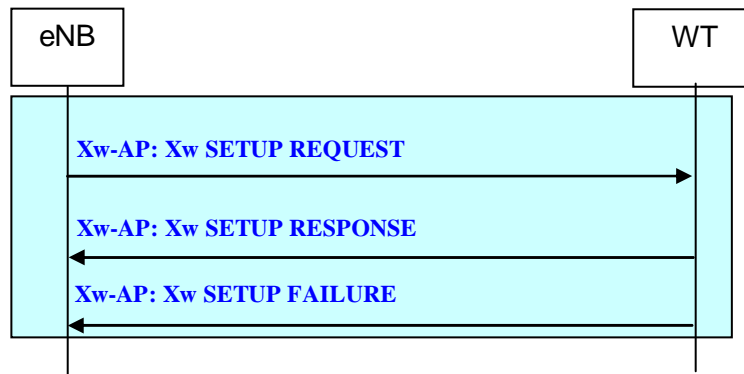 eNB
WT
Xw-AP: Xw SETUP REQUEST
Xw-AP: Xw SETUP RESPONSE
Xw-AP: Xw SETUP FAILURE